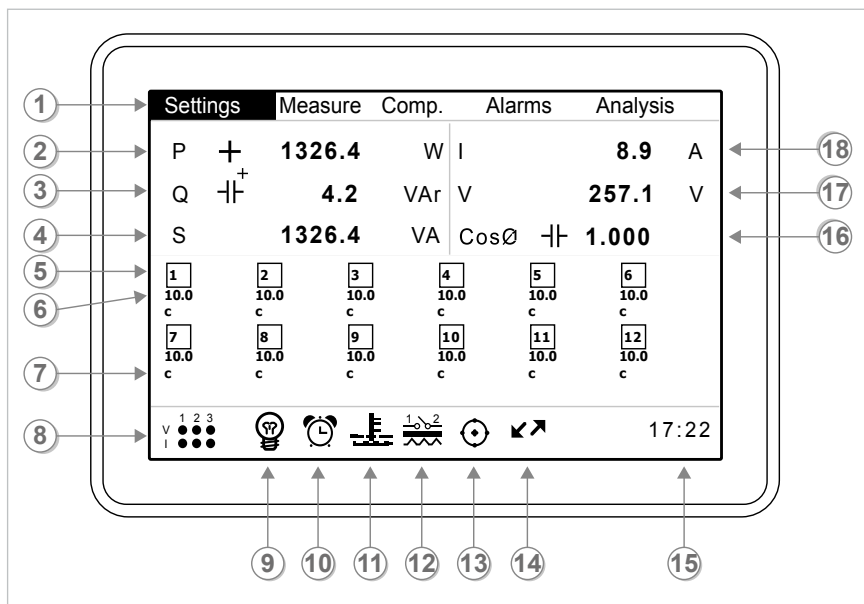 1 Settings Measure Comp. Alarms Analysis
2 P + 1326.4 W I 8.9 A 18
3 Q + 4.2 VAr V 257.1 V 17
4 S 1326.4 VA CosØ 1.000 16
5 1 2 3 4 5 6
6 10.0 10.0 10.0 10.0 10.0 10.0
c c c c c c
7 8 9 10 11 12
10.0 10.0 10.0 10.0 10.0 10.0
7 c c c c c c
1 2 3
8 V 1 2 17:22
I
9 10 11 12 13 14 15